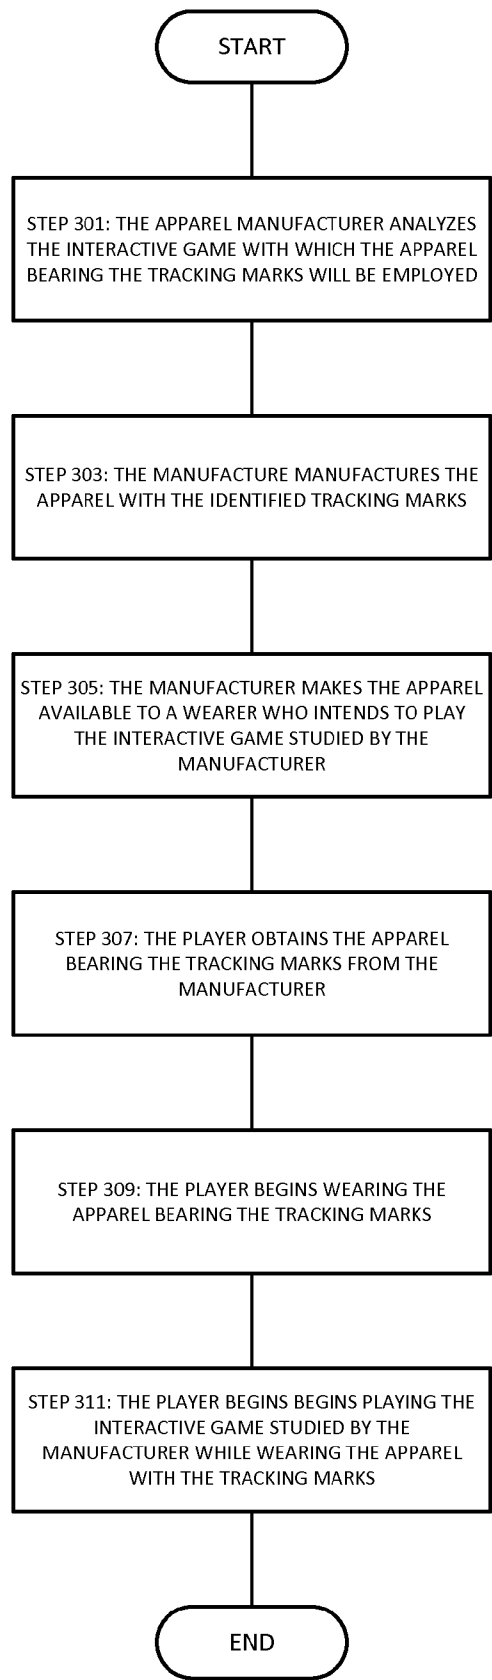 START
STEP 301: THE APPAREL MANUFACTURER ANALYZES
THE INTERACTIVE GAME WITH WHICH THE APPAREL
BEARING THE TRACKING MARKS WILL BE EMPLOYED
STEP 303: THE MANUFACTURE MANUFACTURES THE
APPAREL WITH THE IDENTIFIED TRACKING MARKS
STEP 305: THE MANUFACTURER MAKES THE APPAREL
AVAILABLE TO A WEARER WHO INTENDS TO PLAY
THE INTERACTIVE GAME STUDIED BY THE
MANUFACTURER
STEP 307: THE PLAYER OBTAINS THE APPAREL
BEARING THE TRACKING MARKS FROM THE
MANUFACTURER
STEP 309: THE PLAYER BEGINS WEARING THE
APPAREL BEARING THE TRACKING MARKS
STEP 311: THE PLAYER BEGINS BEGINS PLAYING THE
INTERACTIVE GAME STUDIED BY THE
MANUFACTURER WHILE WEARING THE APPAREL
WITH THE TRACKING MARKS
END